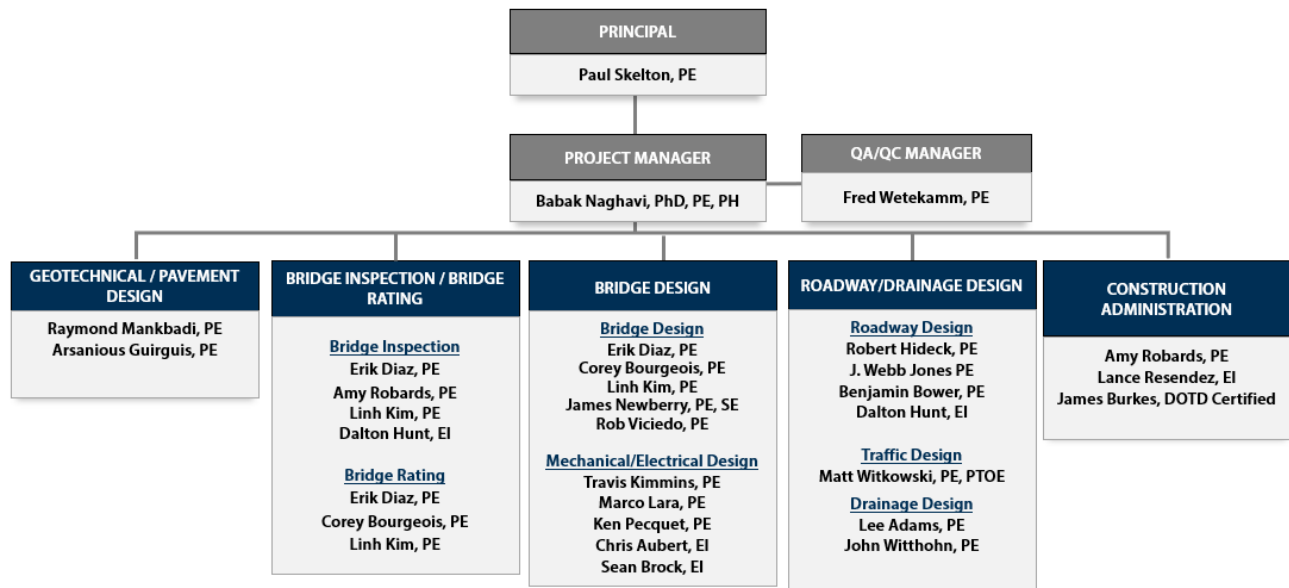 PRINCIPAL
Paul Skelton, PE
PROJECT MANAGER
Babak Naghavi, PhD, PE, PH
QA/QC MANAGER
Fred Wetekamm, PE
GEOTECHNICAL / PAVEMENT
DESIGN
Raymond Mankbadi, PE
Arsanious Guirguis, PE
BRIDGE INSPECTION / BRIDGE
RATING
Bridge Inspection
Erik Diaz, PE
Amy Robards, PE
Linh Kim, PE
Dalton Hunt, EI
Bridge Rating
Erik Diaz, PE
Corey Bourgeois, PE
Linh Kim, PE
BRIDGE DESIGN
Bridge Design
Erik Diaz, PE
Corey Bourgeois, PE
Linh Kim, PE
James Newberry, PE, SE
Rob Viciedo, PE
Mechanical/Electrical Design
Travis Kimmins, PE
Marco Lara, PE
Ken Pecquet, PE
Chris Aubert, EI
Sean Brock, EI
ROADWAY/DRAINAGE DESIGN
Roadway Design
Robert Hideck, PE
J. Webb Jones PE
Benjamin Bower, PE
Dalton Hunt, EI
Traffic Design
Matt Witkowski, PE, PTOE
Drainage Design
Lee Adams, PE
John Witthohn, PE
CONSTRUCTION
ADMINISTRATION
Amy Robards, PE
Lance Resendez, EI
James Burkes, DOTD Certified